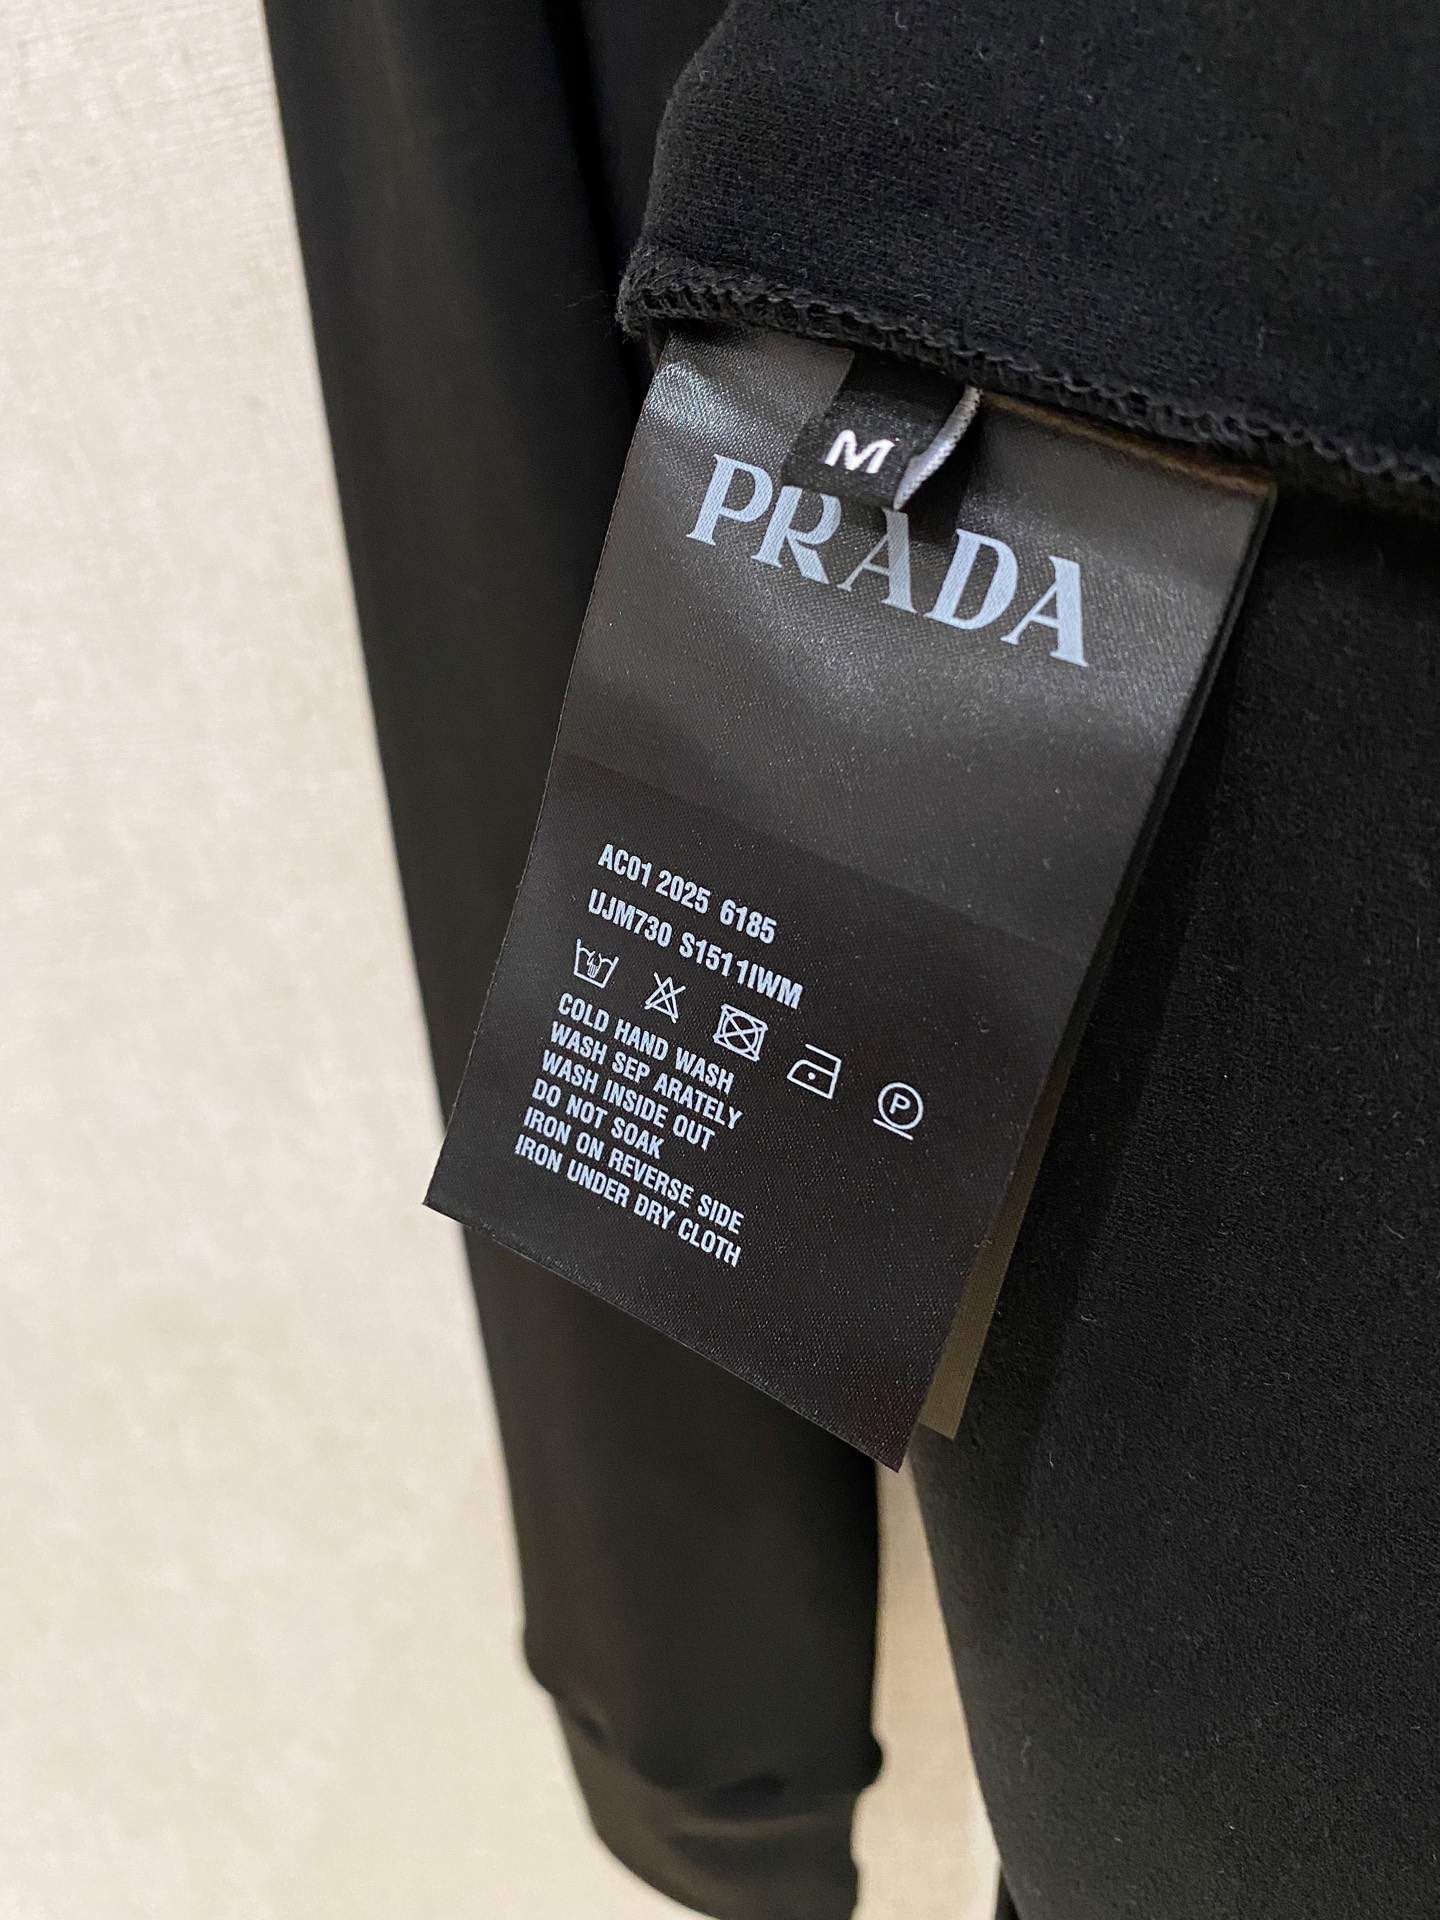 M
PRADA
AC01 2025 6185
UJM730 S1511IWM
P
COLD HAND WASH
WASH SEP ARATELY
WASH INSIDE OUT
DO NOT SOAK
IRON ON REVERSE SIDE
IRON UNDER DRY CLOTH